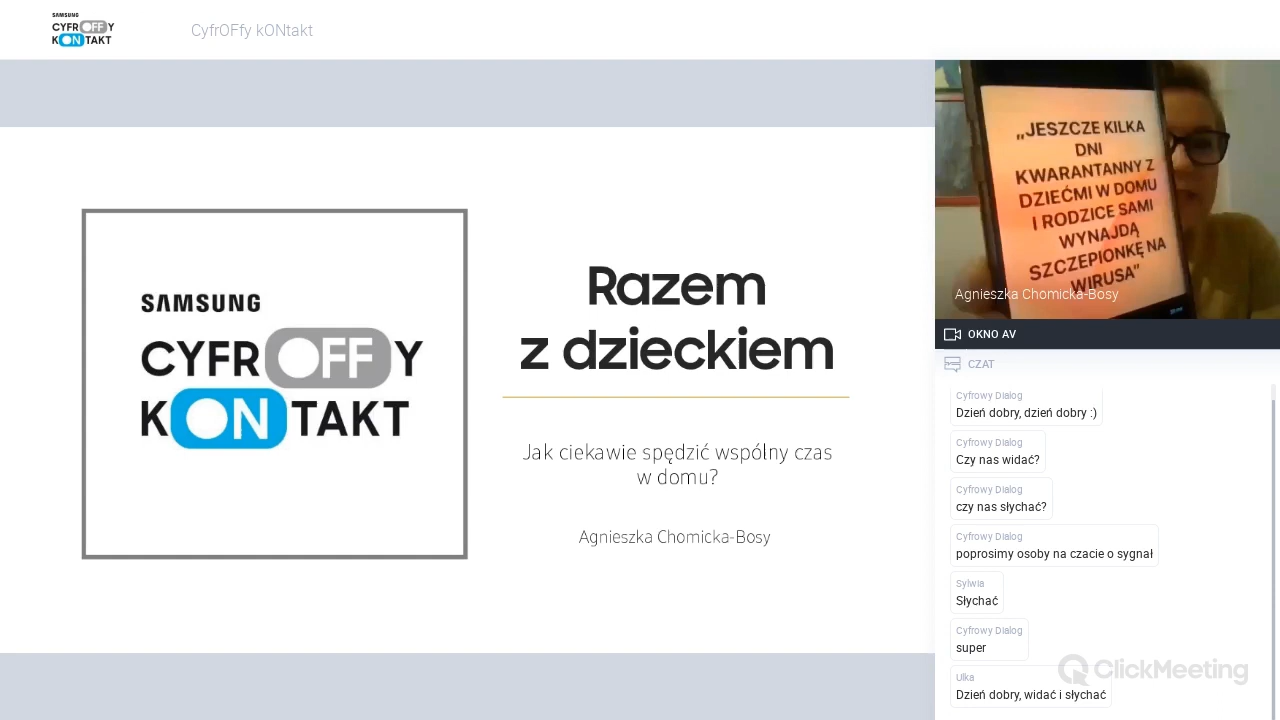 SAMSUNG
CYFROFFY
KONTAKT
CyfrOFfy kONtakt
SAMSUNG
CYFROFFY
KONTAKT
Razem
z dzieckiem
Jak ciekawie spędzić wspólny czas
w domu?
Agnieszka Chomicka-Bosy
„JESZCZE KILKA
DNI
KWARANTANNY Z
DZIEĆMI W DOMU
I RODZICE SAMI
WYNAJDĄ
SZCZEPIONKĘ NA
WIRUSA”
Agnieszka Chomicka-Bosy
OKNO AV
CZAT
Cyfrowy Dialog
Dzień dobry, dzień dobry :)
Cyfrowy Dialog
Czy nas widać?
Cyfrowy Dialog
czy nas słychać?
Cyfrowy Dialog
poprosimy osoby na czacie o sygnał
Sylwia
Słychać
Cyfrowy Dialog
super
Ulka
Dzień dobry, widać i słychać
ClickMeeting